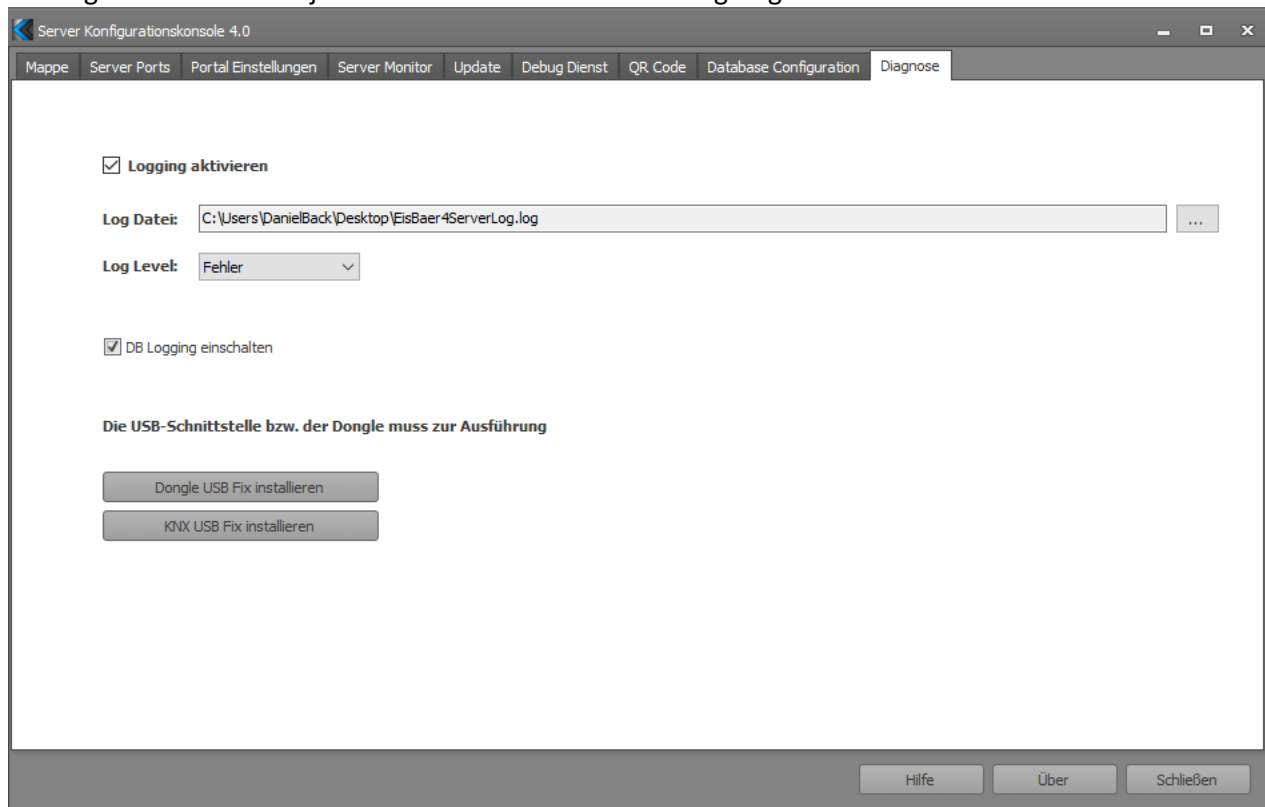 Server Konfigurationskonsole 4.0
Mappe Server Ports Portal Einstellungen Server Monitor Update Debug Dienst QR Code Database Configuration Diagnose
Logging aktivieren
Log Datei: C:\Users\DanielBack\Desktop\EisBaer4ServerLog.log ...
Log Level: Fehler
DB Logging einschalten
Die USB-Schnittstelle bzw. der Dongle muss zur Ausführung
Dongle USB Fix installieren
KNX USB Fix installieren
Hilfe Über Schließen